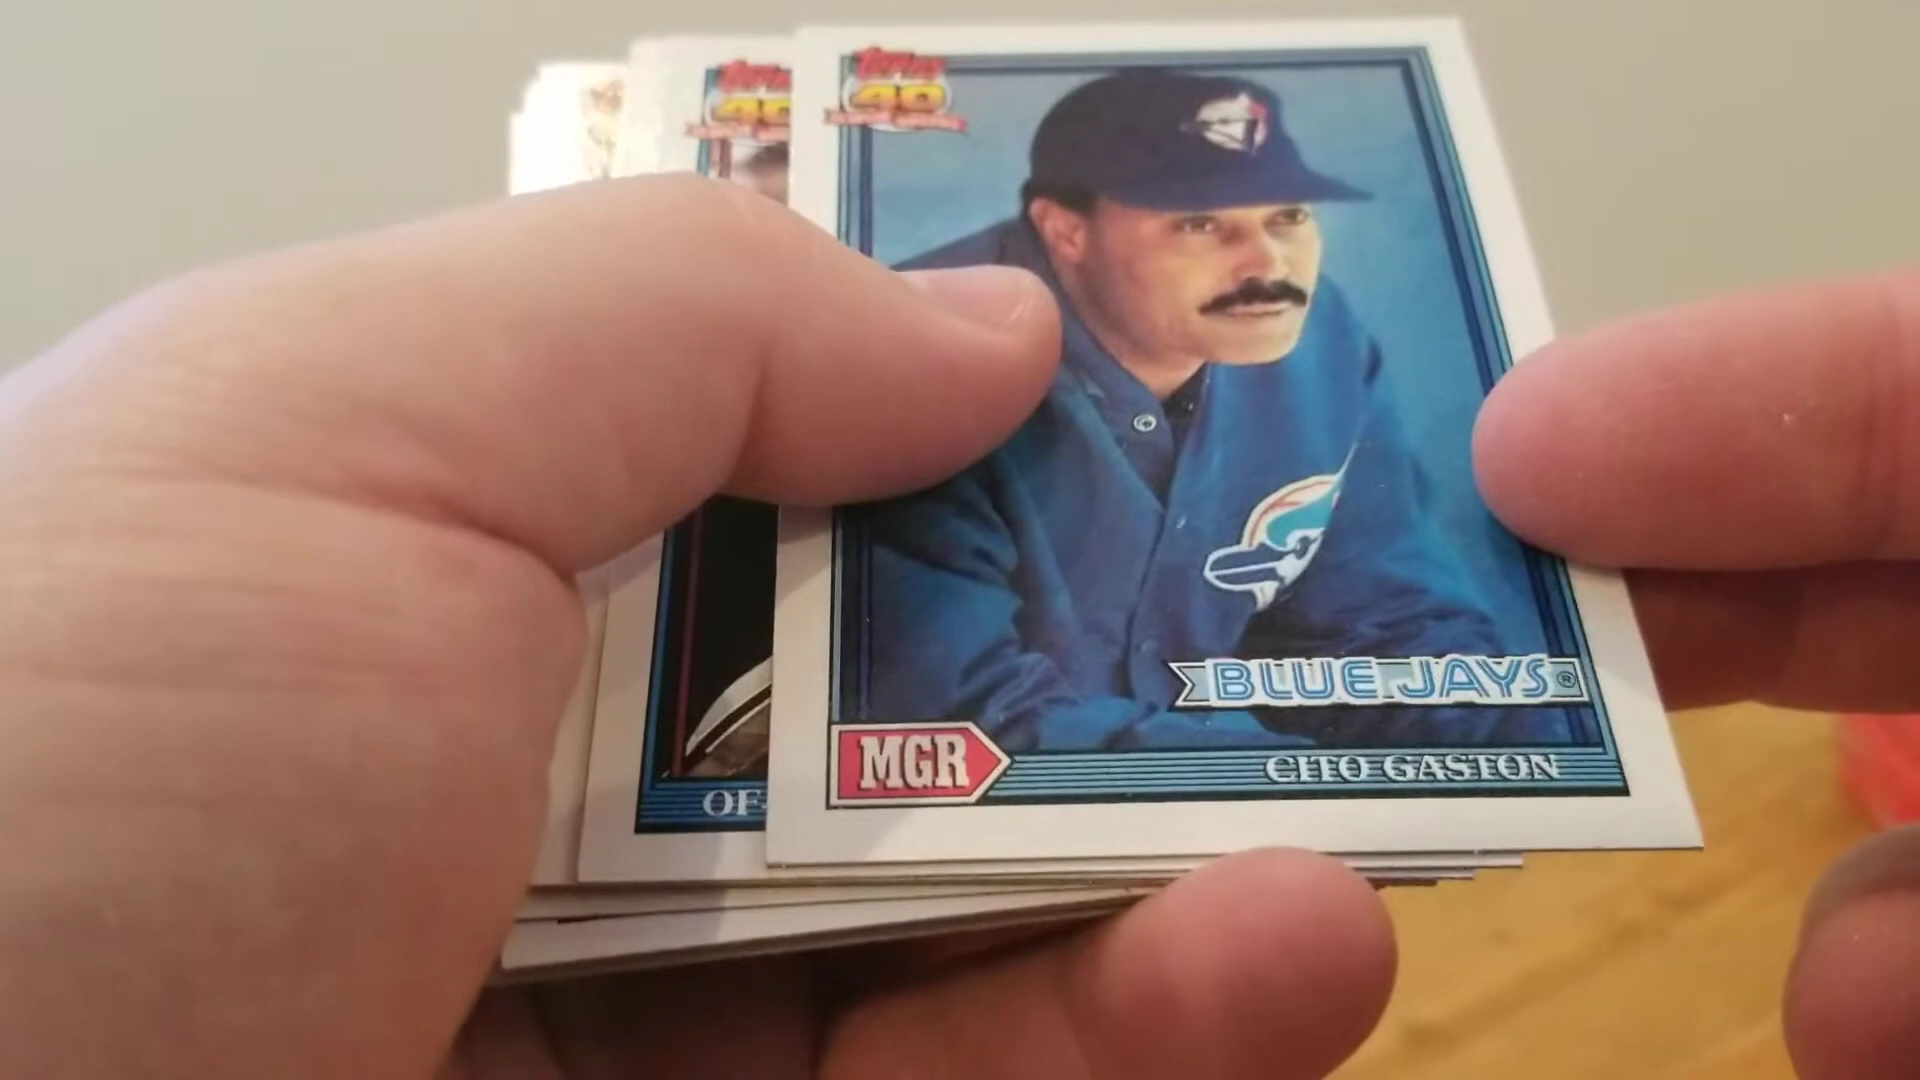 Topps
40
Topps
40
BLUE JAYS®
MGR
CITO GASTON
OF-